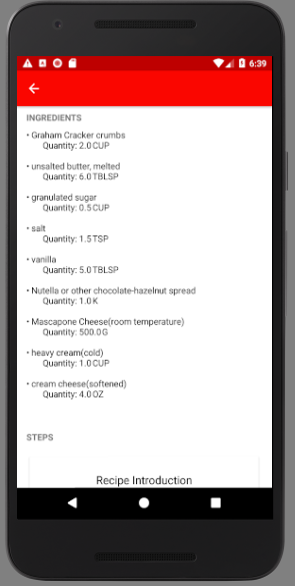 6:39
INGREDIENTS
• Graham Cracker crumbs
Quantity: 2.0 CUP
• unsalted butter, melted
Quantity: 6.0 TBLSP
• granulated sugar
Quantity: 0.5 CUP
• salt
Quantity: 1.5 TSP
• vanilla
Quantity: 5.0 TBLSP
• Nutella or other chocolate-hazelnut spread
Quantity: 1.0 K
• Mascapone Cheese(room temperature)
Quantity: 500.0 G
• heavy cream(cold)
Quantity: 1.0 CUP
• cream cheese(softened)
Quantity: 4.0 OZ
STEPS
Recipe Introduction